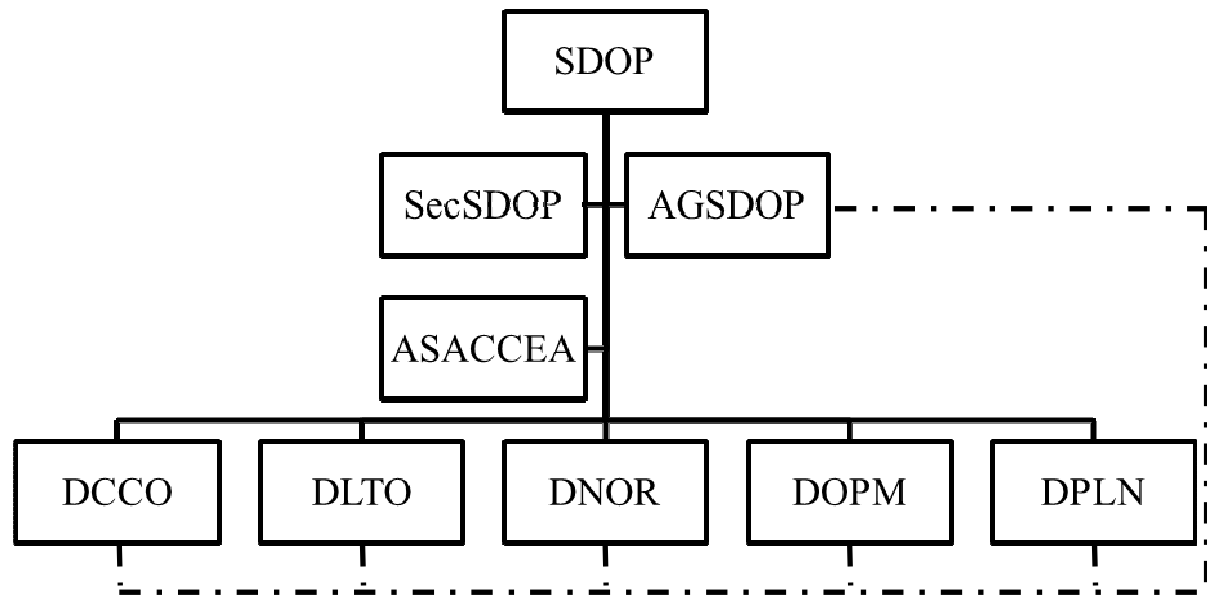 SDOP
SecSDOP
AGSDOP
ASACCEA
DCCO
DLTO
DNOR
DOPM
DPLN